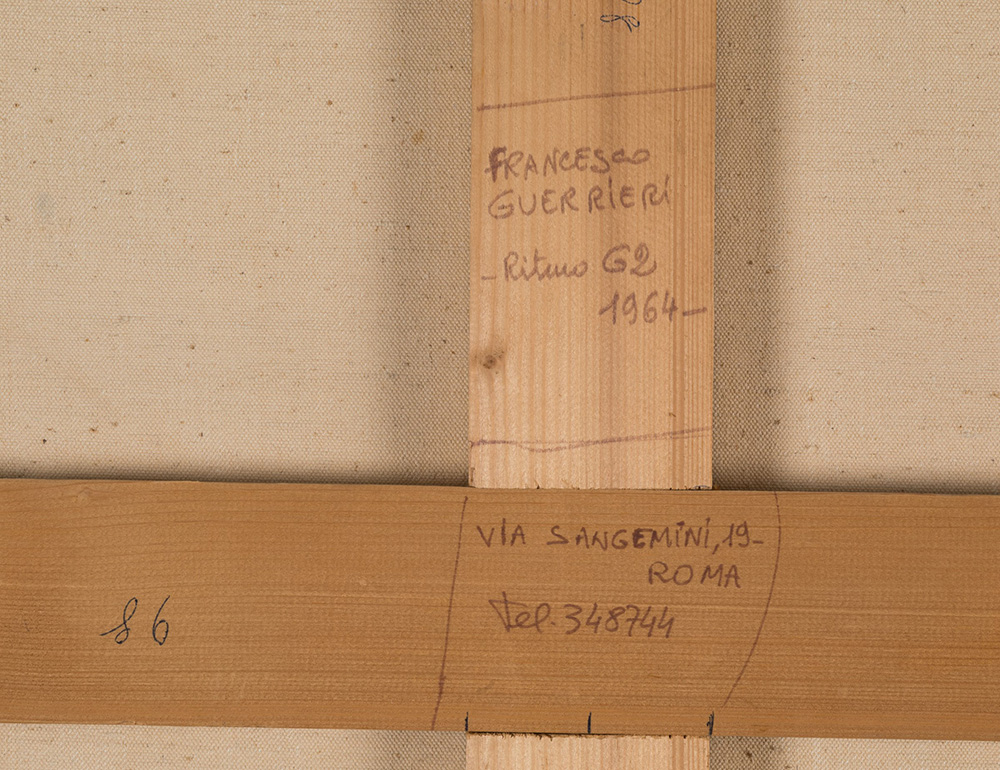 FRANCESCO
GUERRIERI
- Ritmo G2
1964-
VIA SANGEMINI, 19-
ROMA
Tel. 348744
86